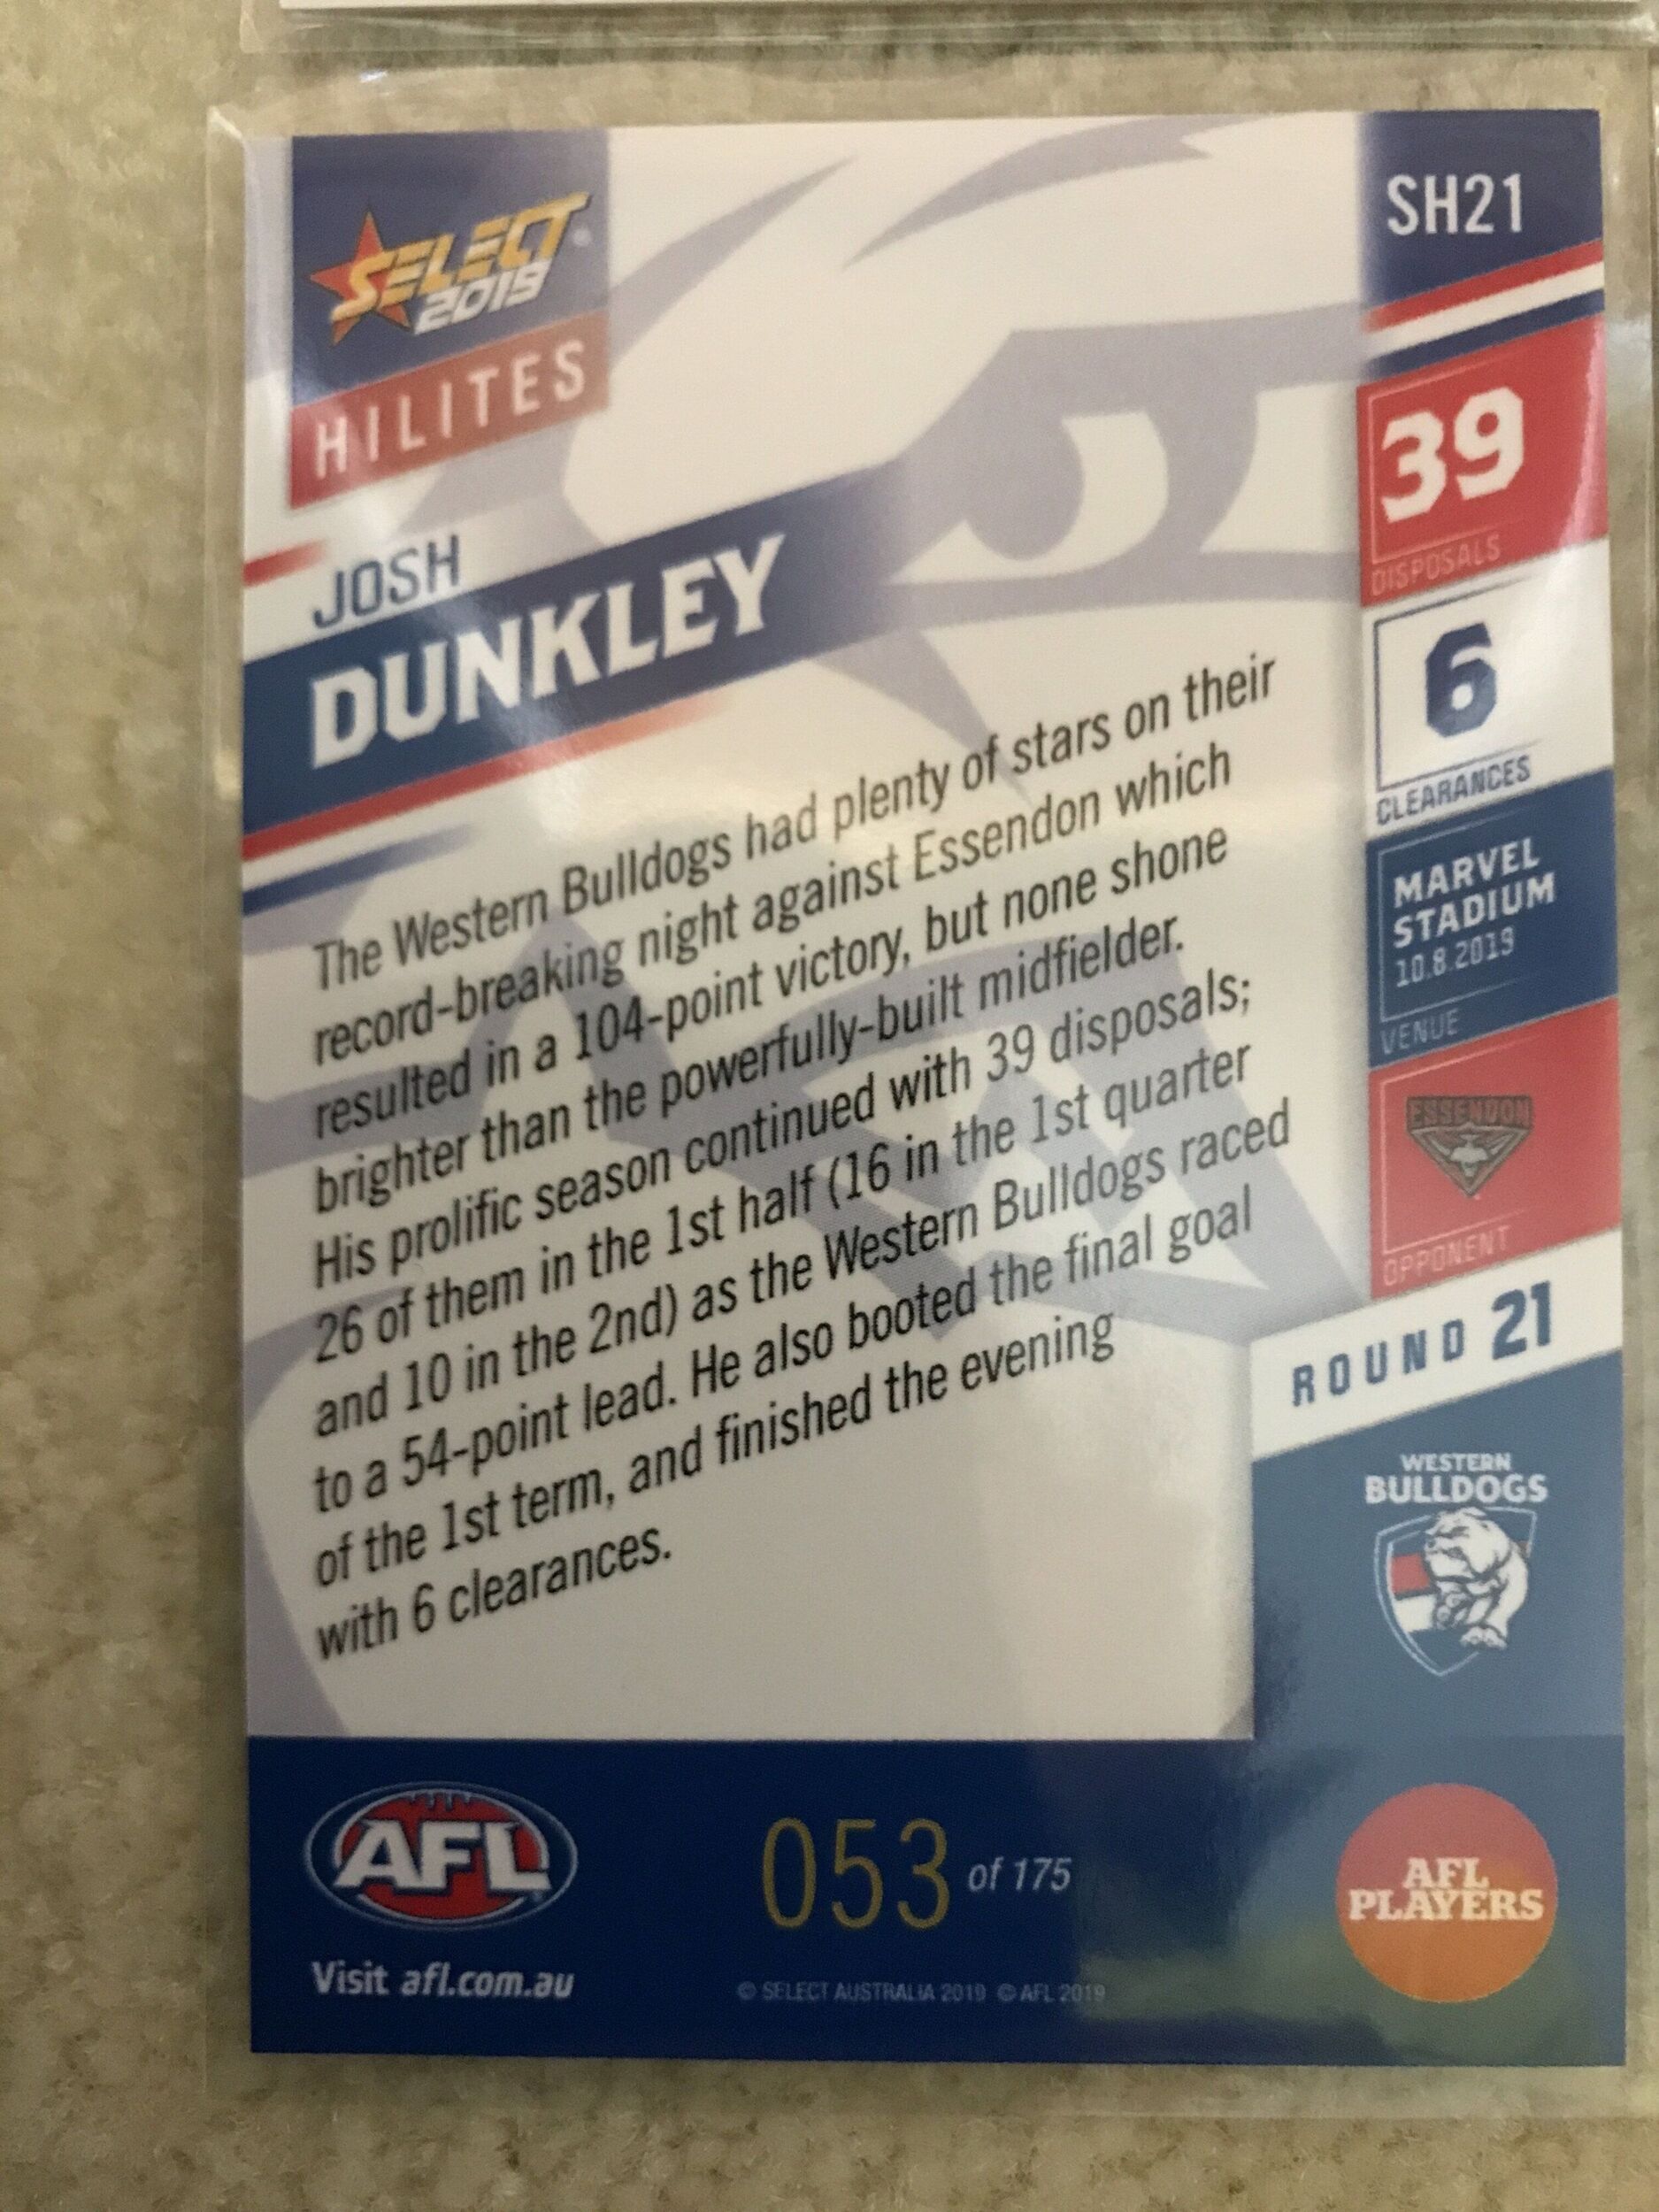 SELECT
2019
HILITES
JOSH
DUNKLEY
The Western Bulldogs had plenty of stars on their
record-breaking night against Essendon which
resulted in a 104-point victory, but none shone
brighter than the powerfully-built midfielder.
His prolific season continued with 39 disposals;
26 of them in the 1st half (16 in the 1st quarter
and 10 in the 2nd) as the Western Bulldogs raced
to a 54-point lead. He also booted the final goal
of the 1st term, and finished the evening
with 6 clearances.
SH21
39
DISPOSALS
6
CLEARANCES
MARVEL
STADIUM
10.8.2019
VENUE
ESSENDON
OPPONENT
ROUND 21
WESTERN
BULLDOGS
AFL
Visit afl.com.au
053 of 175
© SELECT AUSTRALIA 2019 © AFL 2019
AFL
PLAYERS